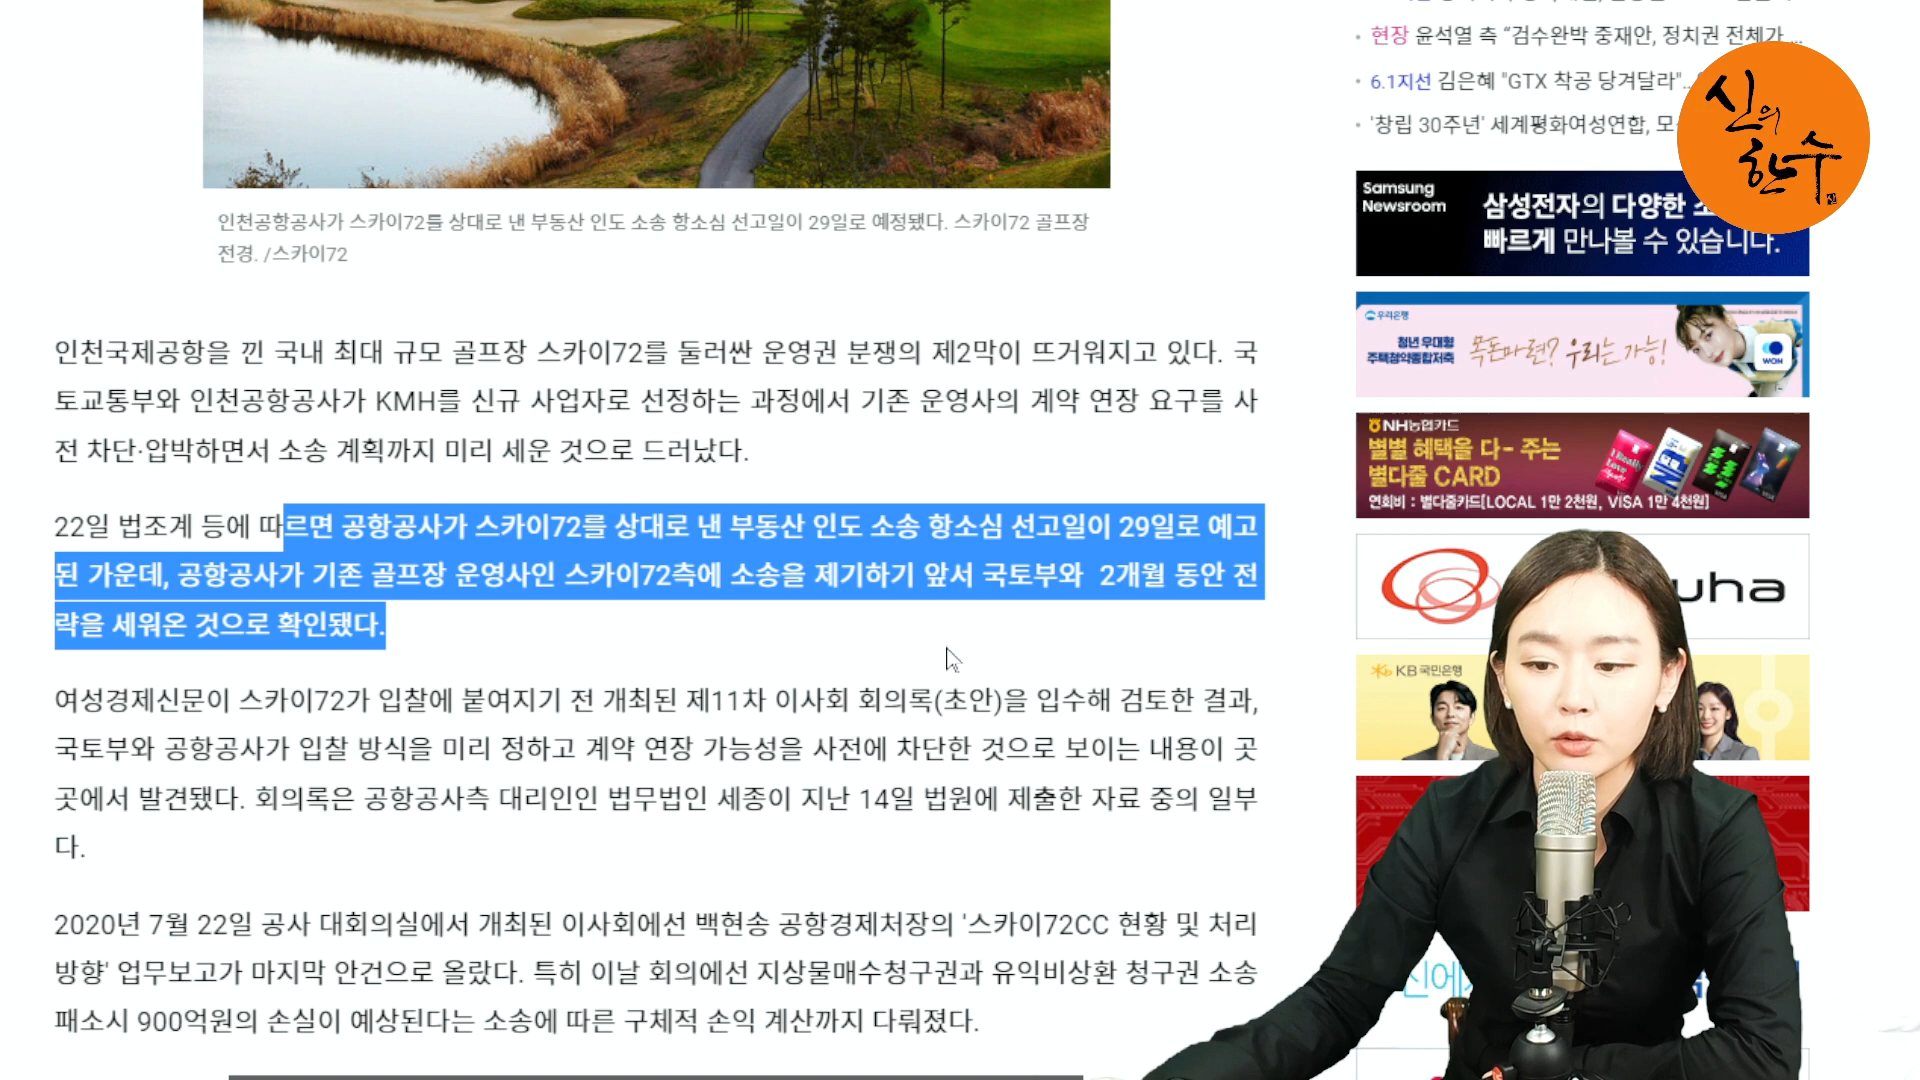 현장 윤석열 측 “검수완박 중재안, 정치권 전체가 ...
6.1지선 김은혜 "GTX 착공 당겨달라"..
'창립 30주년' 세계평화여성연합, 모
신의
한수
Samsung
Newsroom
삼성전자의 다양한
빠르게 만나볼 수 있습니다.
인천공항공사가 스카이72를 상대로 낸 부동산 인도 소송 항소심 선고일이 29일로 예정됐다. 스카이72 골프장
전경. /스카이72
우리은행
청년 우대형
주택청약종합저축
목돈마련? 우리는 가능!
WON
인천국제공항을 낀 국내 최대 규모 골프장 스카이72를 둘러싼 운영권 분쟁의 제2막이 뜨거워지고 있다. 국
토교통부와 인천공항공사가 KMH를 신규 사업자로 선정하는 과정에서 기존 운영사의 계약 연장 요구를 사
전 차단·압박하면서 소송 계획까지 미리 세운 것으로 드러났다.
NH농협카드
별별 혜택을 다- 주는
별다줄 CARD
연회비 : 별다줄카드[LOCAL 1만 2천원, VISA 1만 4천원]
22일 법조계 등에 따르면 공항공사가 스카이72를 상대로 낸 부동산 인도 소송 항소심 선고일이 29일로 예고
된 가운데, 공항공사가 기존 골프장 운영사인 스카이72측에 소송을 제기하기 앞서 국토부와 2개월 동안 전
략을 세워온 것으로 확인됐다.
uha
KB국민은행
여성경제신문이 스카이72가 입찰에 붙여지기 전 개최된 제11차 이사회 회의록(초안)을 입수해 검토한 결과,
국토부와 공항공사가 입찰 방식을 미리 정하고 계약 연장 가능성을 사전에 차단한 것으로 보이는 내용이 곳
곳에서 발견됐다. 회의록은 공항공사측 대리인인 법무법인 세종이 지난 14일 법원에 제출한 자료 중의 일부
다.
2020년 7월 22일 공사 대회의실에서 개최된 이사회에선 백현송 공항경제처장의 '스카이72CC 현황 및 처리
방향' 업무보고가 마지막 안건으로 올랐다. 특히 이날 회의에선 지상물매수청구권과 유익비상환 청구권 소송
패소시 900억원의 손실이 예상된다는 소송에 따른 구체적 손익 계산까지 다뤄졌다.
신에